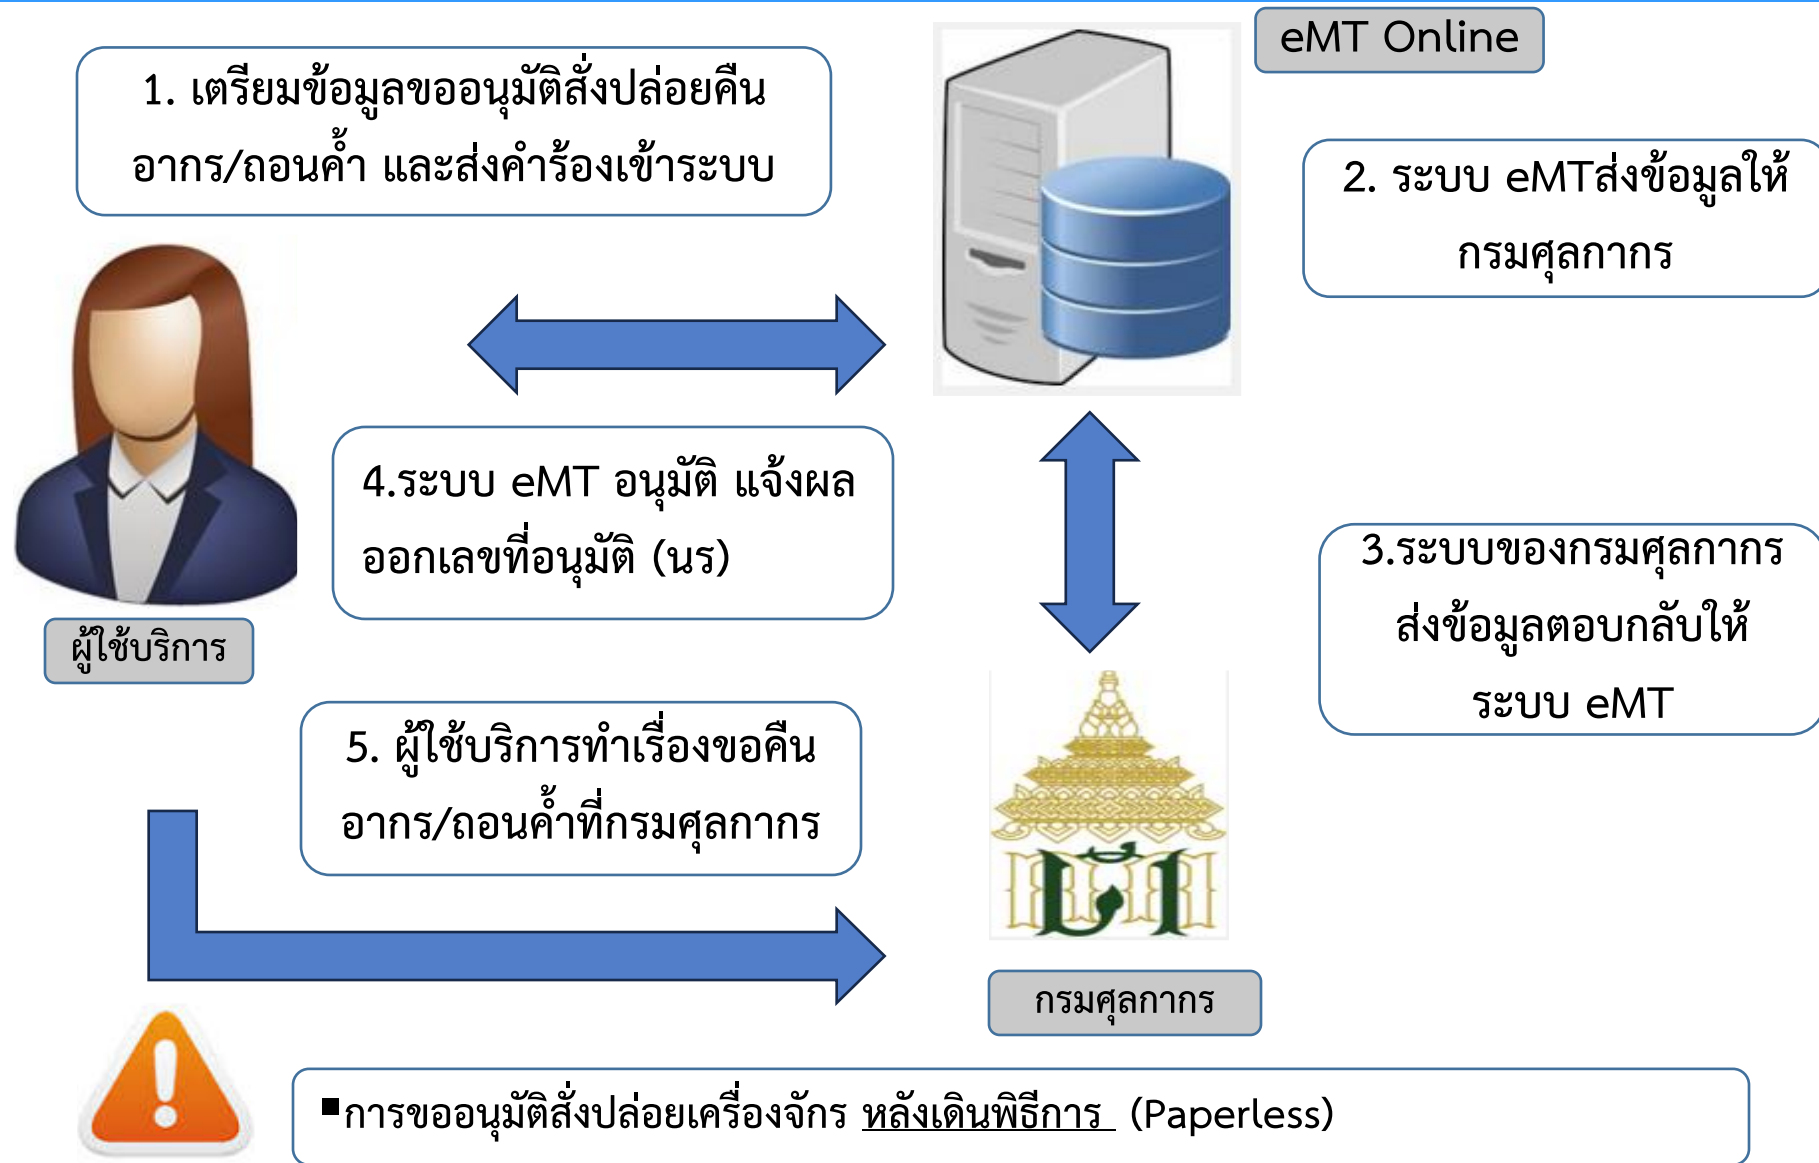 eMT Online
1. เตรียมข้อมูลขออนุมัติสั่งปล่อยคืน
อากร/ถอนค้ำ และส่งคำร้องเข้าระบบ
2. ระบบ eMTส่งข้อมูลให้
กรมศุลกากร
4.ระบบ eMT อนุมัติ แจ้งผล
ออกเลขที่อนุมัติ (นร)
3.ระบบของกรมศุลกากร
ส่งข้อมูลตอบกลับให้
ระบบ eMT
ผู้ใช้บริการ
5. ผู้ใช้บริการทำเรื่องขอคืน
อากร/ถอนค้ำที่กรมศุลกากร
กรมศุลกากร
▪การขออนุมัติสั่งปล่อยเครื่องจักร หลังเดินพิธีการ (Paperless)